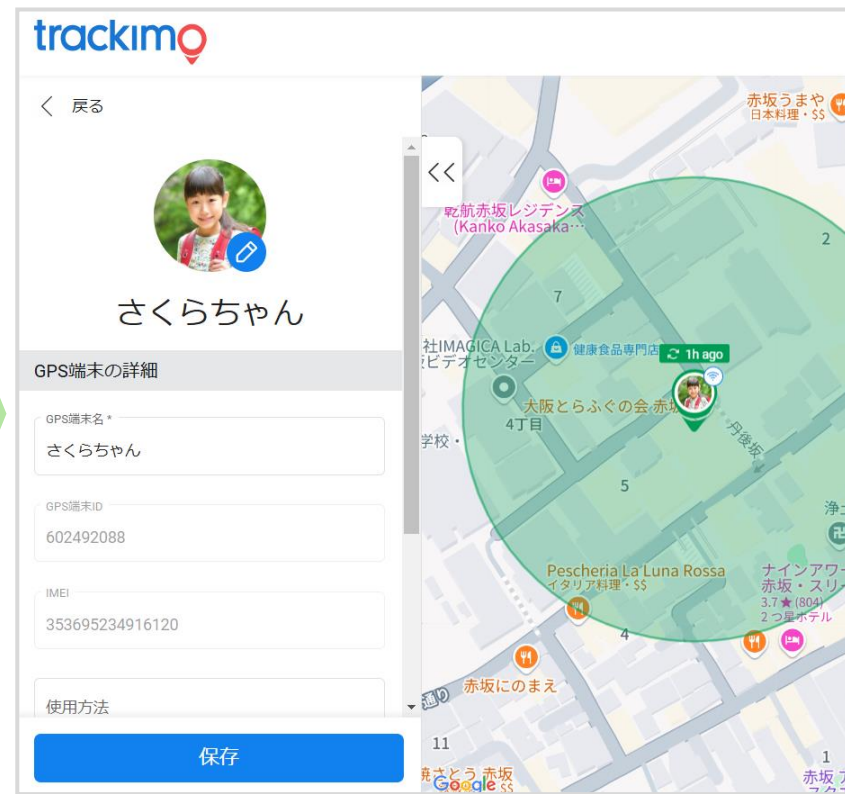 trackimo
戻る
さくらちゃん
GPS端末の詳細
GPS端末名 *
さくらちゃん
GPS端末ID
602492088
IMEI
353695234916120
使用方法
保存
赤坂うまや
日本料理・$$
<<
乾航赤坂レジデンス
(Kanko Akasaka…
2
7
社IMAGICA Lab.
ビデオセンター
健康食品専門店
1h ago
大阪とらふぐの会 赤坂
4丁目
学校・
丹後坂
5
浄土
Pescheria La Luna Rossa
イタリア料理・$$
ナインアワー
赤坂・スリー
3.7★(804)
2 つ星ホテル
4
赤坂にのまえ
通り
11
焼さとう 赤坂
Google
$$
1
赤坂